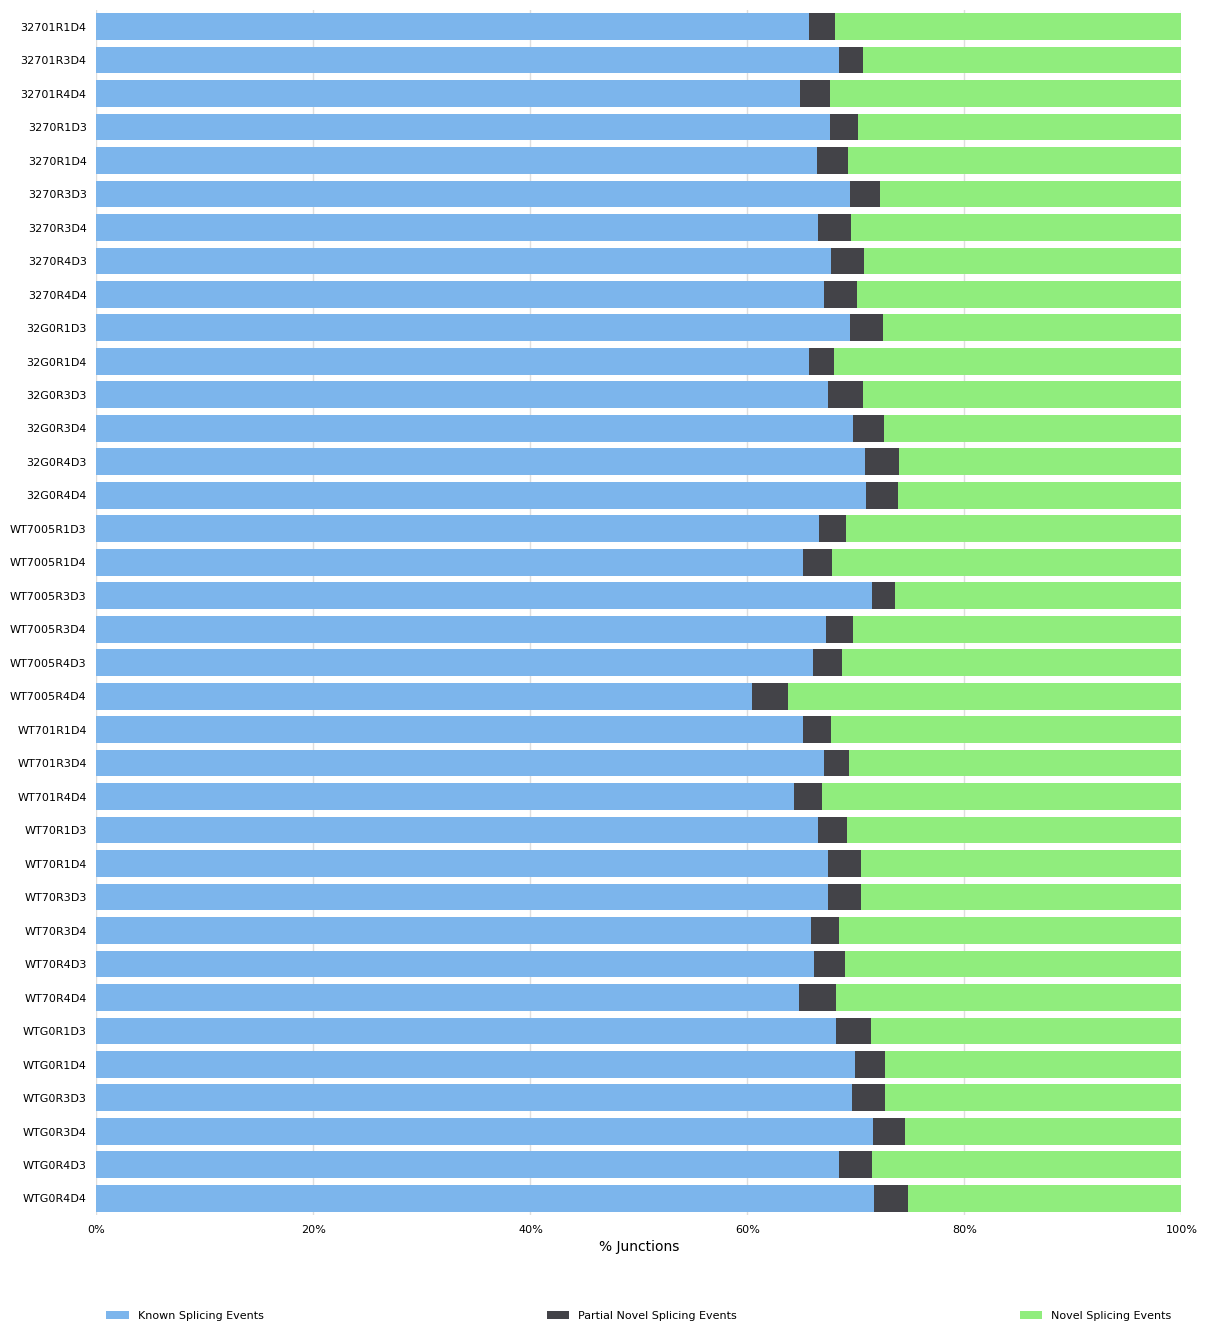 32701R1D4
32701R3D4
32701R4D4
3270R1D3
3270R1D4
3270R3D3
3270R3D4
3270R4D3
3270R4D4
32G0R1D3
32G0R1D4
32G0R3D3
32G0R3D4
32G0R4D3
32G0R4D4
WT7005R1D3
WT7005R1D4
WT7005R3D3
WT7005R3D4
WT7005R4D3
WT7005R4D4
WT701R1D4
WT701R3D4
WT701R4D4
WT70R1D3
WT70R1D4
WT70R3D3
WT70R3D4
WT70R4D3
WT70R4D4
WTG0R1D3
WTG0R1D4
WTG0R3D3
WTG0R3D4
WTG0R4D3
WTG0R4D4
0% 20% 40% 60% 80% 100%
% Junctions
Known Splicing Events Partial Novel Splicing Events Novel Splicing Events